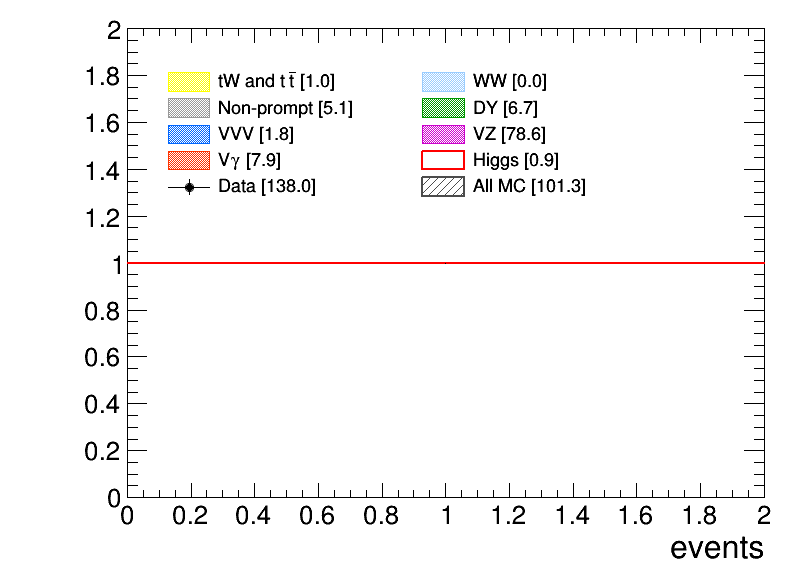 2
1.8
1.6
1.4
1.2
1
0.8
0.6
0.4
0.2
0
tW and t t̄ [1.0]
WW [0.0]
Non-prompt [5.1]
DY [6.7]
VVV [1.8]
VZ [78.6]
Vγ [7.9]
Higgs [0.9]
Data [138.0]
All MC [101.3]
0 0.2 0.4 0.6 0.8 1 1.2 1.4 1.6 1.8 2
events